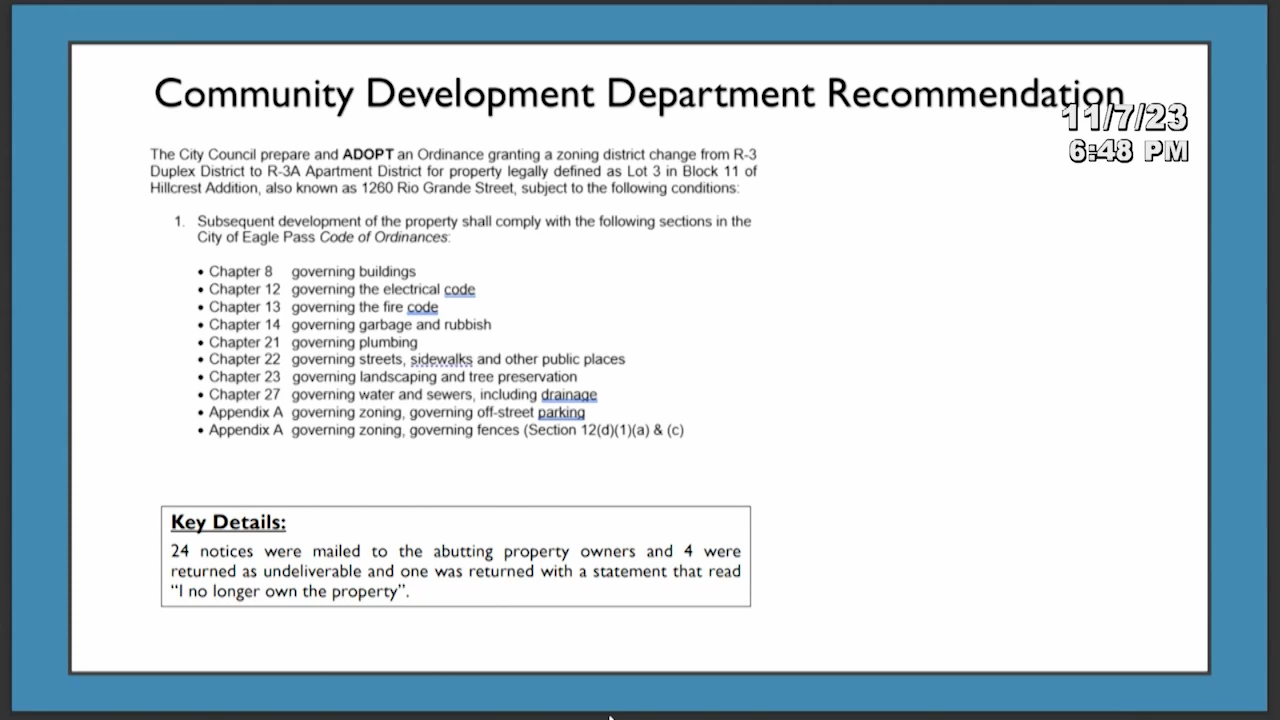 Community Development Department Recommendation
11/7/23
6:48 PM
The City Council prepare and ADOPT an Ordinance granting a zoning district change from R-3
Duplex District to R-3A Apartment District for property legally defined as Lot 3 in Block 11 of
Hillcrest Addition, also known as 1260 Rio Grande Street, subject to the following conditions:
1. Subsequent development of the property shall comply with the following sections in the
City of Eagle Pass Code of Ordinances:
• Chapter 8 governing buildings
• Chapter 12 governing the electrical code
• Chapter 13 governing the fire code
• Chapter 14 governing garbage and rubbish
• Chapter 21 governing plumbing
• Chapter 22 governing streets, sidewalks and other public places
• Chapter 23 governing landscaping and tree preservation
• Chapter 27 governing water and sewers, including drainage
• Appendix A governing zoning, governing off-street parking
• Appendix A governing zoning, governing fences (Section 12(d)(1)(a) & (c)
Key Details:
24 notices were mailed to the abutting property owners and 4 were
returned as undeliverable and one was returned with a statement that read
“I no longer own the property”.